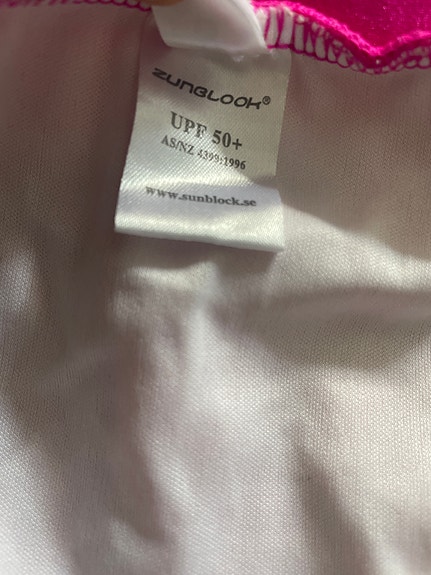 ZUNBLOCK®
UPF 50+
AS/NZ 4399:1996
www.sunblock.se